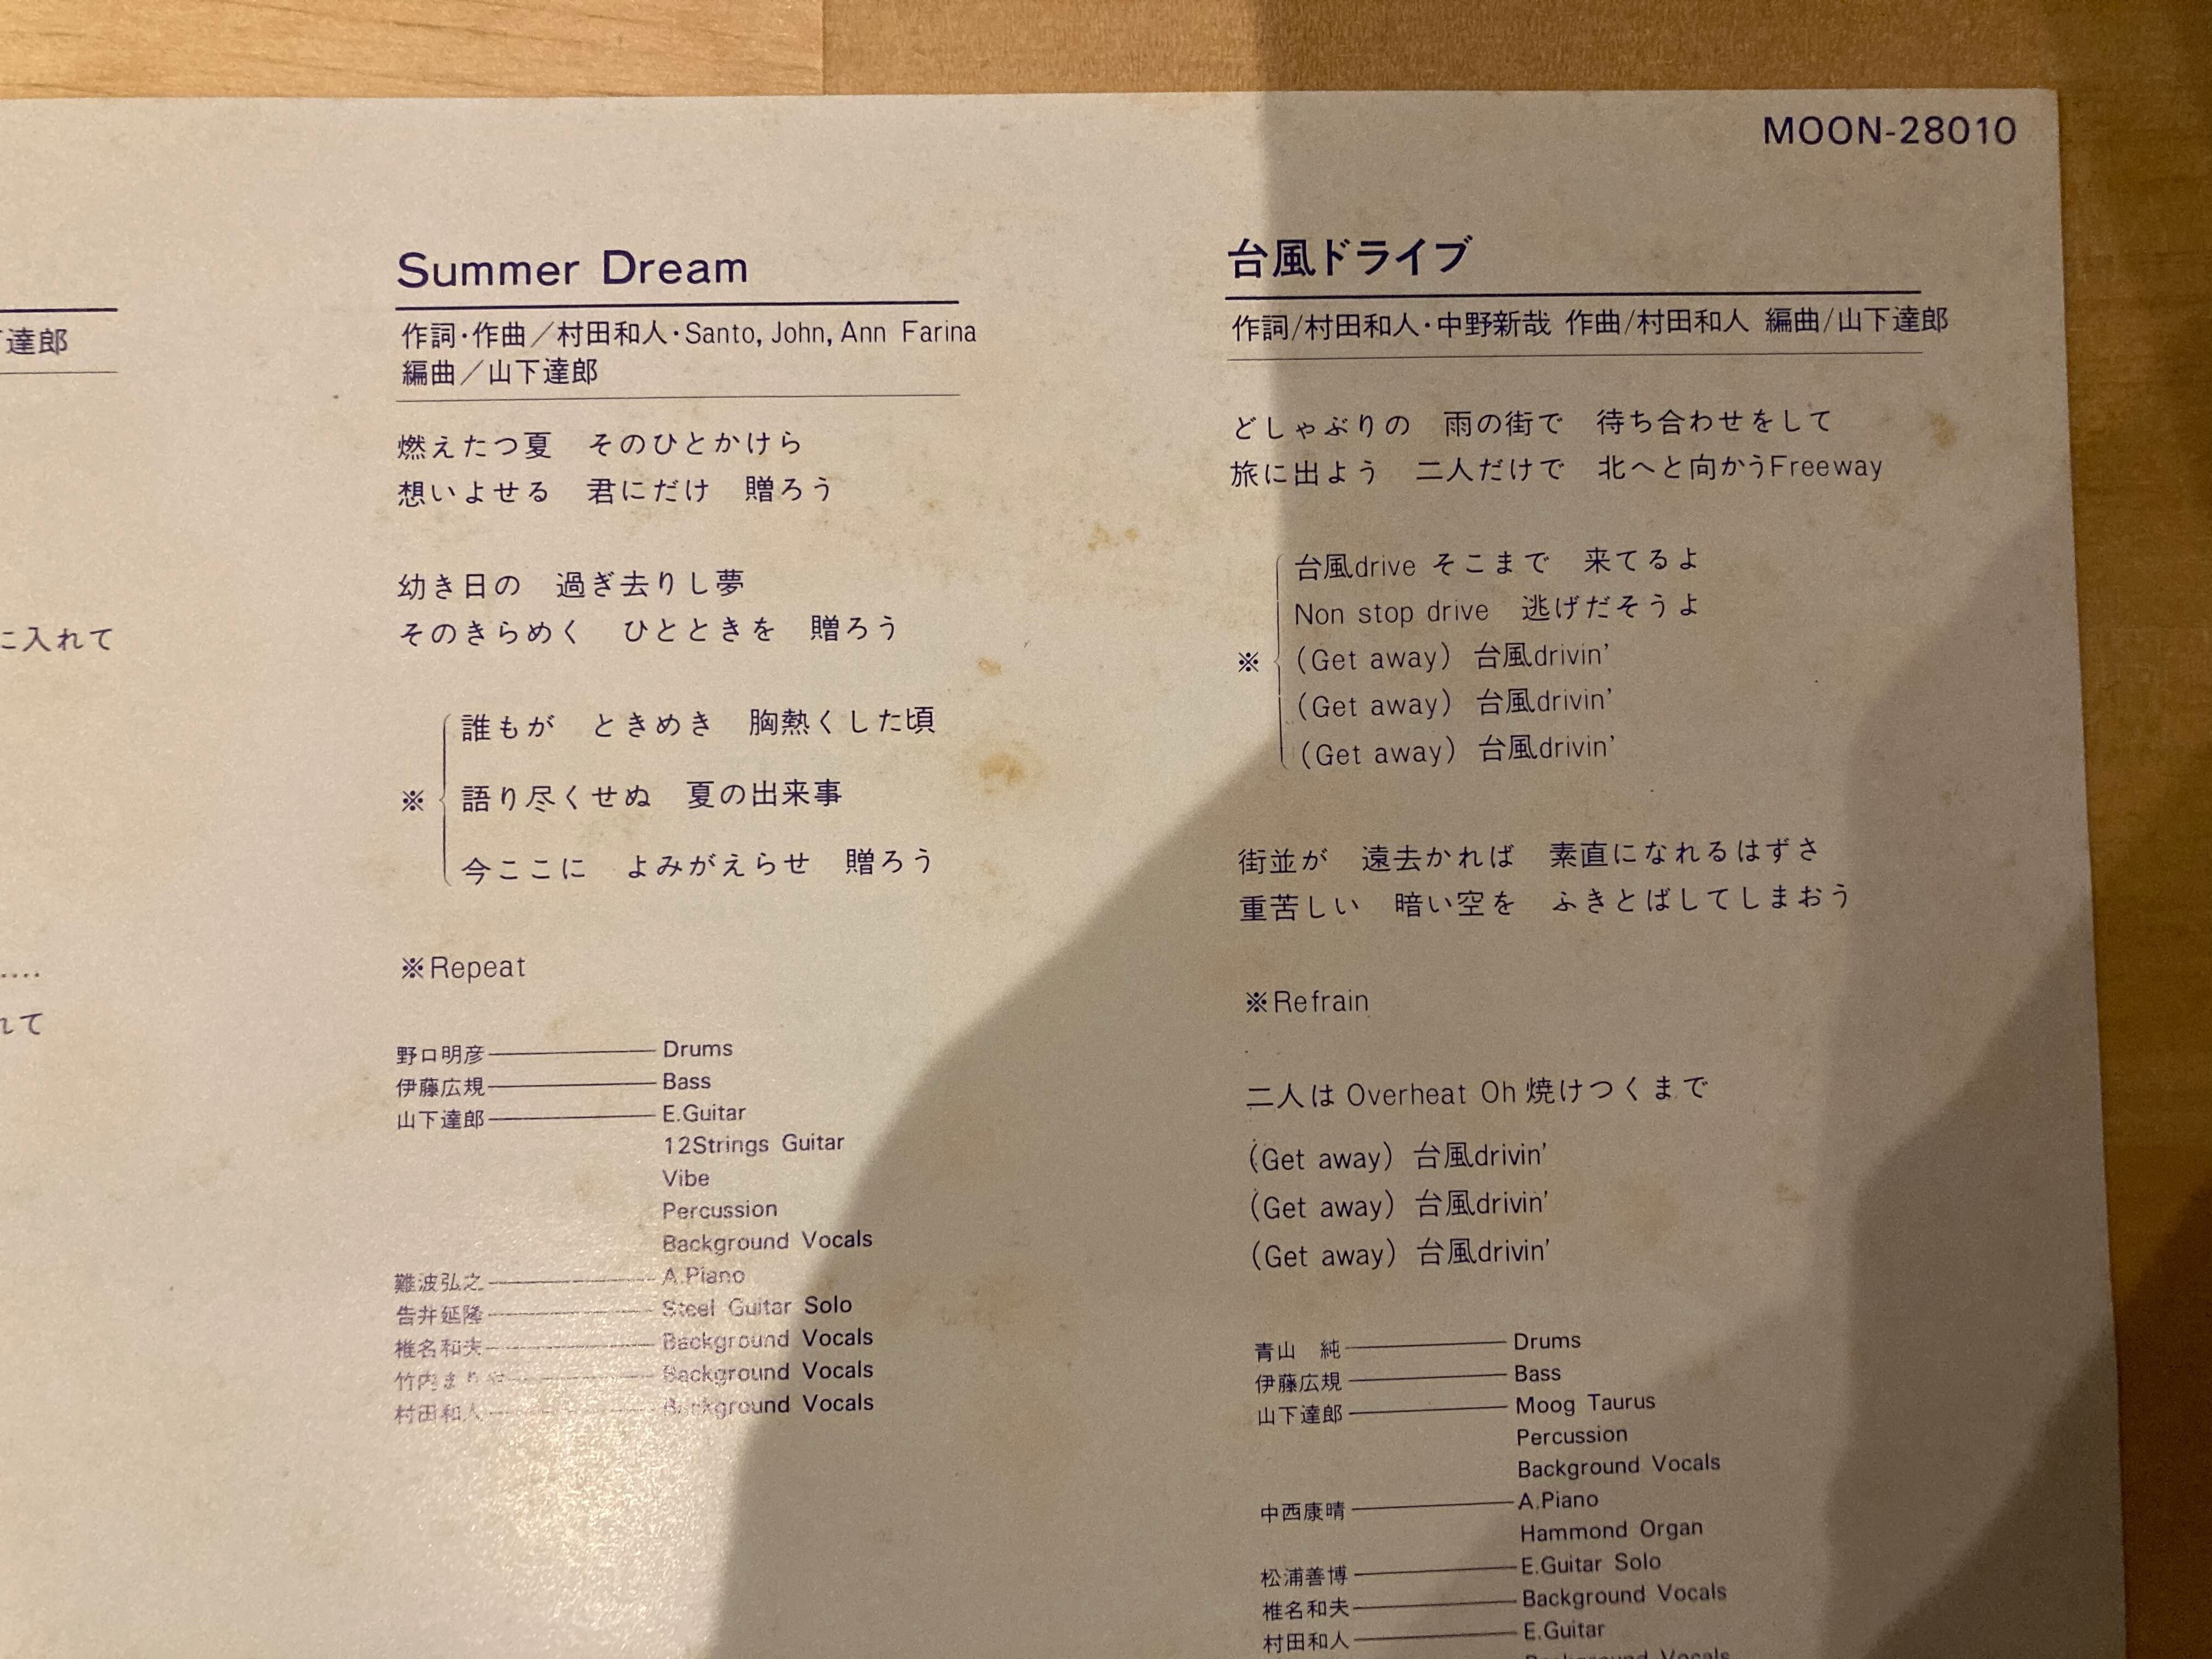 MOON-28010
達郎
に入れて
....
れて
Summer Dream
作詞・作曲／村田和人・Santo, John, Ann Farina
編曲／山下達郎
燃えたつ夏　そのひとかけら
想いよせる　君にだけ　贈ろう
幼き日の　過ぎ去りし夢
そのきらめく　ひとときを　贈ろう
誰もが　ときめき　胸熱くした頃
※ 語り尽くせぬ　夏の出来事
今ここに　よみがえらせ　贈ろう
※Repeat
野口明彦 Drums
伊藤広規 Bass
山下達郎 E.Guitar
12Strings Guitar
Vibe
Percussion
Background Vocals
難波弘之 A.Piano
告井延隆 Steel Guitar Solo
椎名和夫 Background Vocals
竹内まりや Background Vocals
村田和人 Background Vocals
台風ドライブ
作詞/村田和人・中野新哉 作曲/村田和人 編曲/山下達郎
どしゃぶりの　雨の街で　待ち合わせをして
旅に出よう　二人だけで　北へと向かうFreeway
台風drive そこまで　来てるよ
Non stop drive　逃げだそうよ
※ (Get away) 台風drivin'
(Get away) 台風drivin'
(Get away) 台風drivin'
街並が　遠去かれば　素直になれるはずさ
重苦しい　暗い空を　ふきとばしてしまおう
※Refrain
二人は Overheat Oh 焼けつくまで
(Get away) 台風drivin'
(Get away) 台風drivin'
(Get away) 台風drivin'
青山　純 Drums
伊藤広規 Bass
山下達郎 Moog Taurus
Percussion
Background Vocals
中西康晴 A.Piano
Hammond Organ
松浦善博 E.Guitar Solo
椎名和夫 Background Vocals
村田和人 E.Guitar
Background Vocals